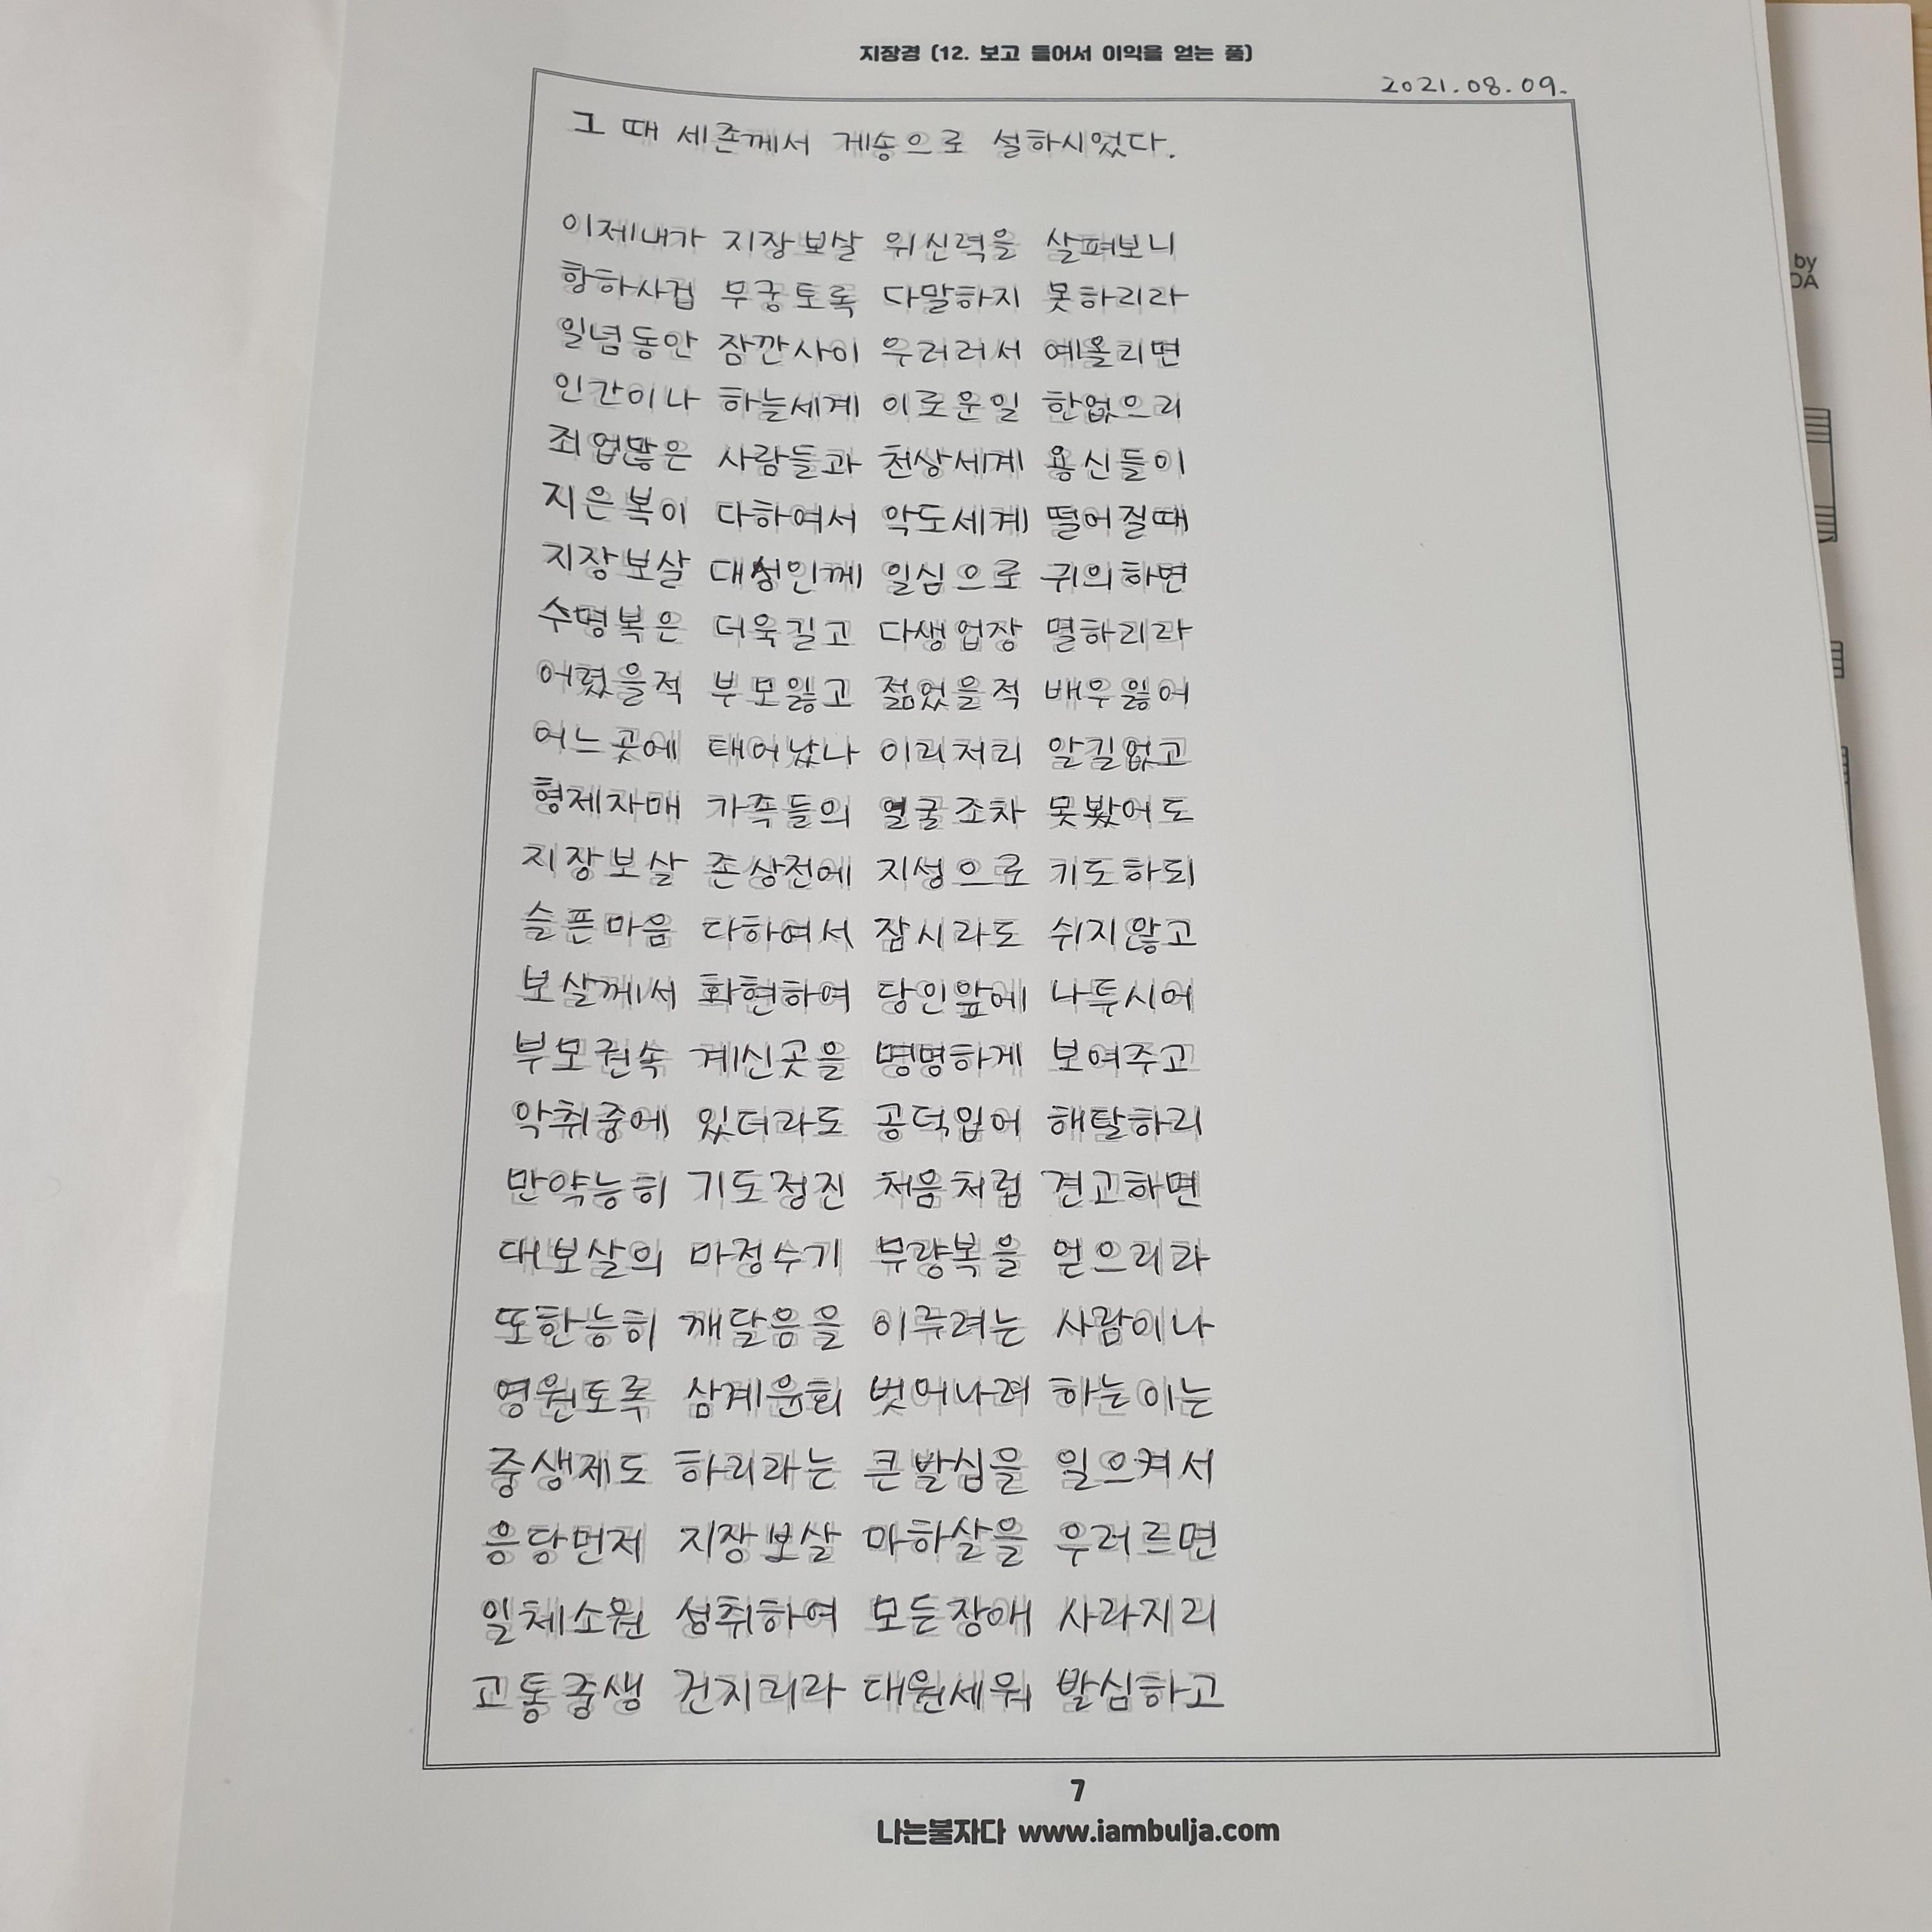 지장경 (12. 보고 들어서 이익을 얻는 품)
2021.08.09.
그 때 세존께서 게송으로 설하시었다.
이제내가 지장보살 위신력을 살펴보니
항하사겁 무궁토록 다말하지 못하리라
일념동안 잠깐사이 우러러서 예올리면
인간이나 하늘세계 이로운일 한없으리
죄업많은 사람들과 천상세계 용신들이
지은복이 다하여서 악도세계 떨어질때
지장보살 대성인께 일심으로 귀의하면
수명복은 더욱길고 다생업장 멸하리라
어렸을적 부모잃고 젊었을적 배우잃어
어느곳에 태어났나 이리저리 알길없고
형제자매 가족들의 얼굴조차 못봤어도
지장보살 존상전에 지성으로 기도하되
슬픈마음 다하여서 잠시라도 쉬지않고
보살께서 화현하여 당인앞에 나투시어
부모권속 계신곳을 명명하게 보여주고
악취중에 있더라도 공덕입어 해탈하리
만약능히 기도정진 처음처럼 견고하면
대보살의 마정수기 무량복을 얻으리라
또한능히 깨달음을 이루려는 사람이나
영원토록 삼계윤회 벗어나려 하는이는
중생제도 하리라는 큰발심을 일으켜서
응당먼저 지장보살 마하살을 우러르면
일체소원 성취하여 모든장애 사라지리
고통중생 건지리라 대원세워 발심하고
7
나는불자다 www.iambulja.com
by
DA